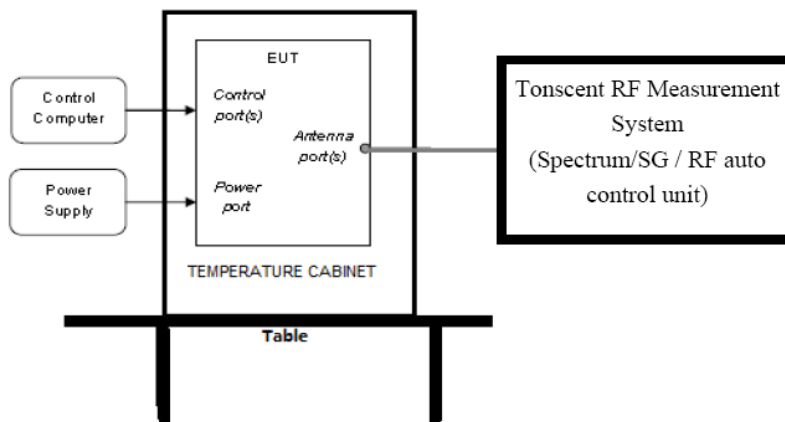 EUT
Control
Computer
Control
port(s)
Antenna
port(s)
Power
Supply
Power
port
TEMPERATURE CABINET
Table
Tonscent RF Measurement
System
(Spectrum/SG / RF auto
control unit)